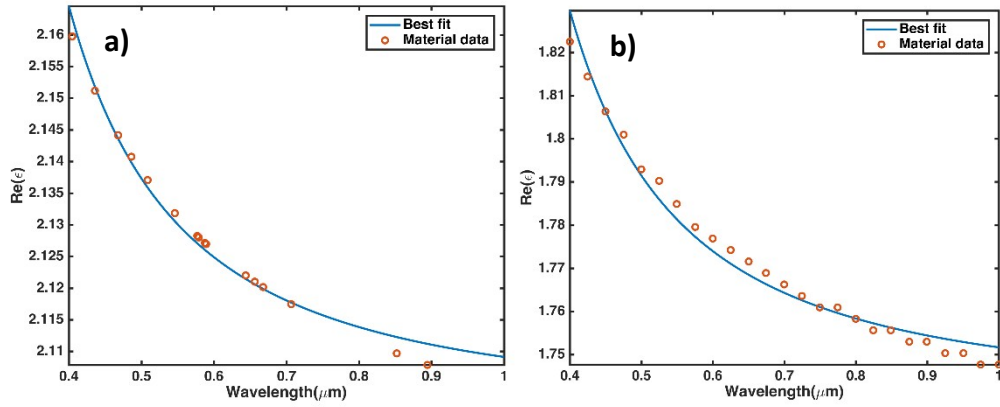 a)
Best fit
Material data
2.16
2.155
2.15
2.145
2.14
2.135
2.13
2.125
2.12
2.115
2.11
Re(ϵ)
0.4 0.5 0.6 0.7 0.8 0.9 1
Wavelength(μm)
b)
Best fit
Material data
1.82
1.81
1.8
1.79
1.78
1.77
1.76
1.75
Re(ϵ)
0.4 0.5 0.6 0.7 0.8 0.9 1
Wavelength(μm)